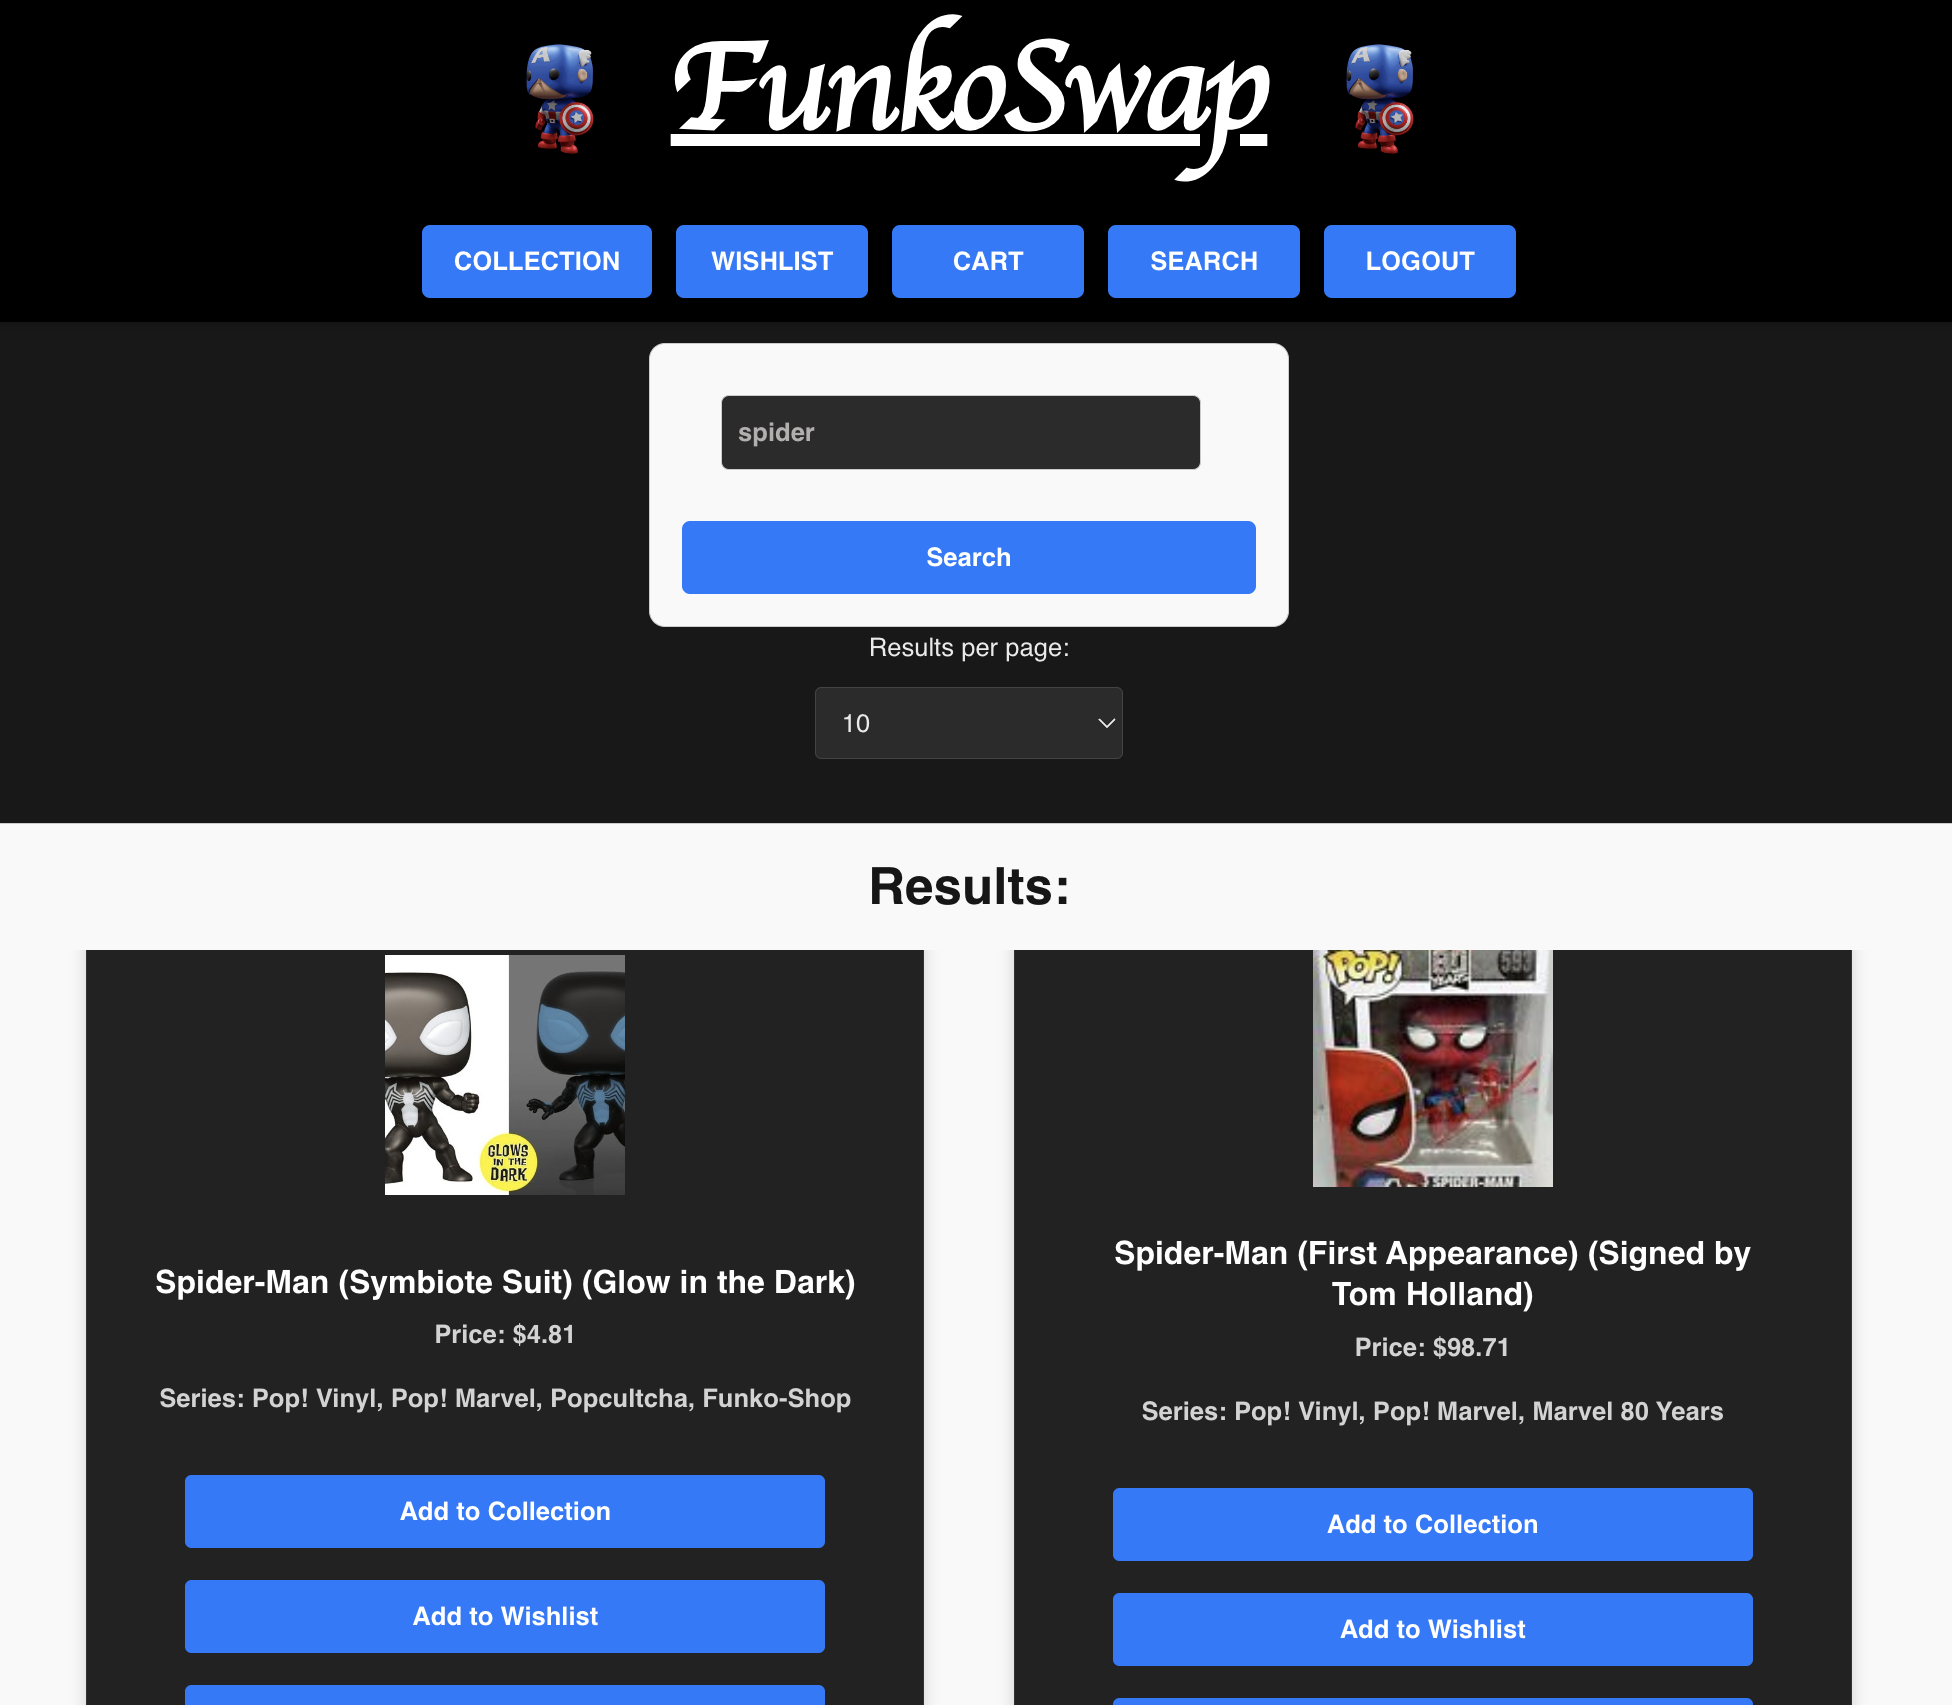 FunkoSwap
COLLECTION
WISHLIST
CART
SEARCH
LOGOUT
spider
Search
Results per page:
10
Results:
GLOWS
IN THE
DARK
Spider-Man (Symbiote Suit) (Glow in the Dark)
Price: $4.81
Series: Pop! Vinyl, Pop! Marvel, Popcultcha, Funko-Shop
Add to Collection
Add to Wishlist
POP!
80
YEARS
593
SPIDER-MAN
Spider-Man (First Appearance) (Signed by
Tom Holland)
Price: $98.71
Series: Pop! Vinyl, Pop! Marvel, Marvel 80 Years
Add to Collection
Add to Wishlist